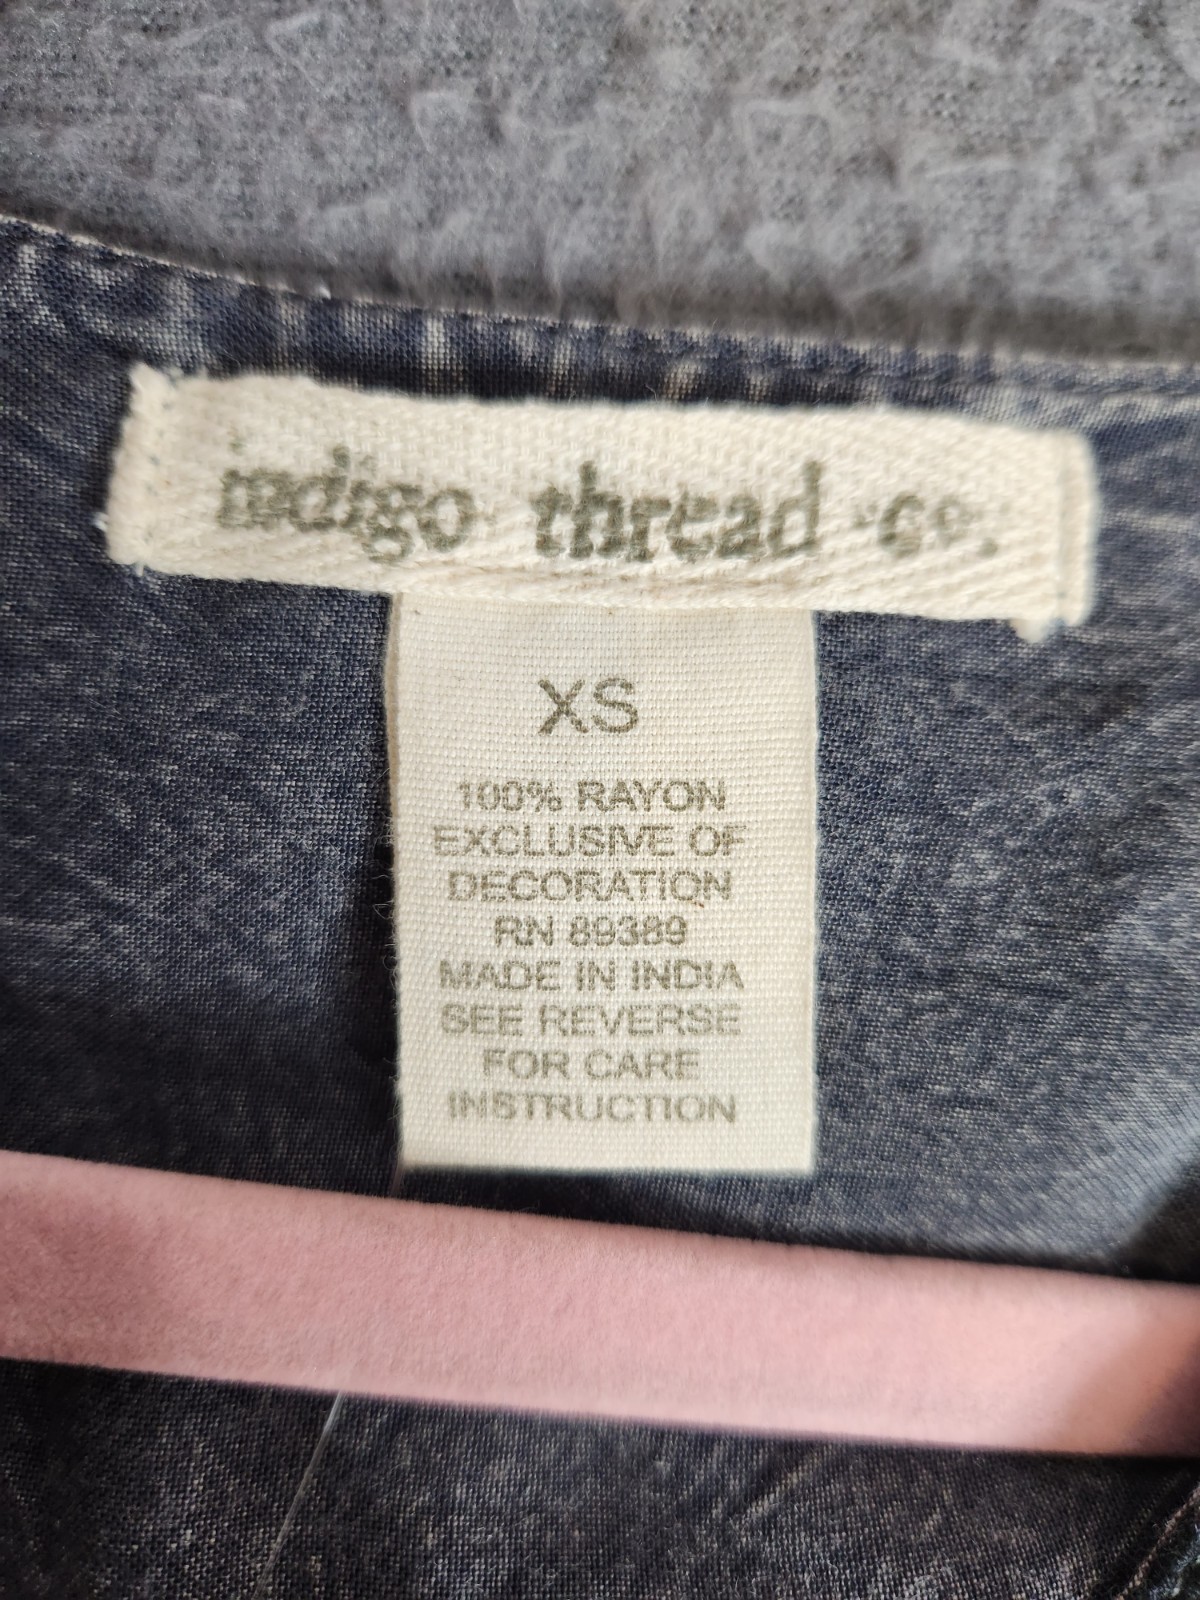 indigo thread co.
XS
100% RAYON
EXCLUSIVE OF
DECORATION
RN 89389
MADE IN INDIA
SEE REVERSE
FOR CARE
INSTRUCTION